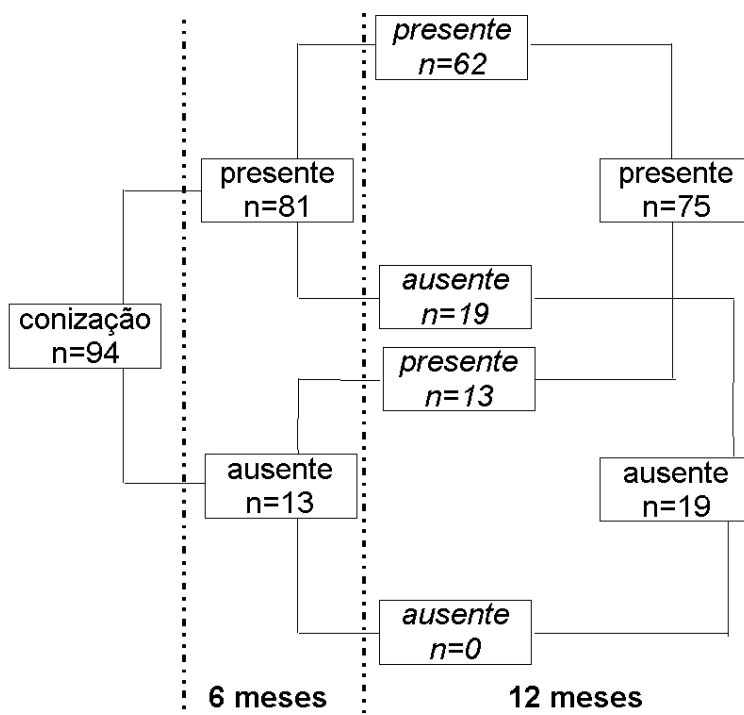 presente
n=62
presente
n=81
presente
n=75
ausente
n=19
conização
n=94
presente
n=13
ausente
n=13
ausente
n=19
ausente
n=0
6 meses
12 meses